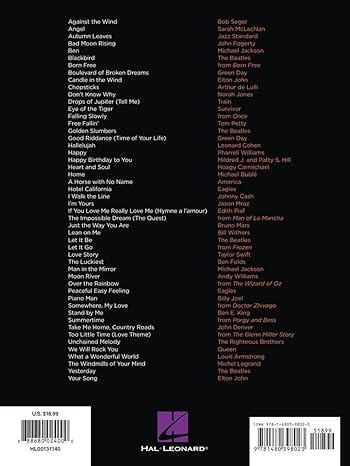 Against the Wind Bob Seger
Angel Sarah McLachlan
Autumn Leaves Jazz Standard
Bad Moon Rising John Fogerty
Ben Michael Jackson
Blackbird The Beatles
Born Free from Born Free
Boulevard of Broken Dreams Green Day
Candle in the Wind Elton John
Chopsticks Arthur de Lulli
Don't Know Why Norah Jones
Drops of Jupiter (Tell Me) Train
Eye of the Tiger Survivor
Falling Slowly from Once
Free Fallin' Tom Petty
Golden Slumbers The Beatles
Good Riddance (Time of Your Life) Green Day
Hallelujah Leonard Cohen
Happy Pharrell Williams
Happy Birthday to You Mildred J. and Patty S. Hill
Heart and Soul Hoagy Carmichael
Home Michael Bublé
A Horse with No Name America
Hotel California Eagles
I Walk the Line Johnny Cash
I'm Yours Jason Mraz
If You Love Me Really Love Me (Hymne a l'amour) Edith Piaf
The Impossible Dream (The Quest) from Man of La Mancha
Just the Way You Are Bruno Mars
Lean on Me Bill Withers
Let It Be The Beatles
Let It Go from Frozen
Love Story Taylor Swift
The Luckiest Ben Folds
Man in the Mirror Michael Jackson
Moon River Andy Williams
Over the Rainbow from The Wizard of Oz
Peaceful Easy Feeling Eagles
Piano Man Billy Joel
Somewhere, My Love from Doctor Zhivago
Stand by Me Ben E. King
Summertime from Porgy and Bess
Take Me Home, Country Roads John Denver
Too Little Time (Love Theme) from The Glenn Miller Story
Unchained Melody The Righteous Brothers
We Will Rock You Queen
What a Wonderful World Louis Armstrong
The Windmills of Your Mind Michel Legrand
Yesterday The Beatles
Your Song Elton John
U.S. $18.99
8 88680 02400 6
HL00131140
HAL•LEONARD®
ISBN 978-1-4803-9802-3
51899
9 781480 398023